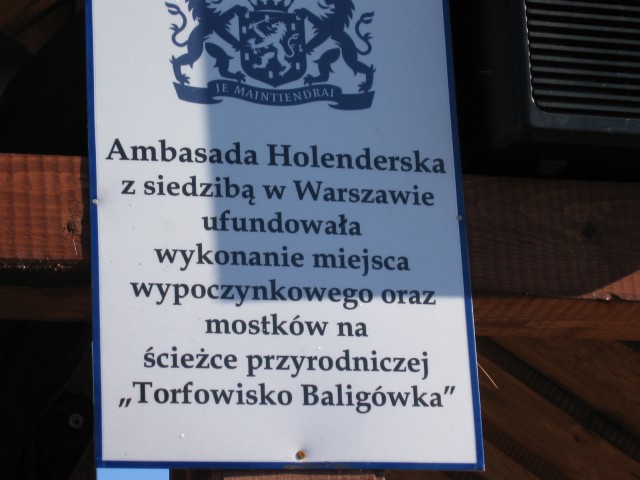 JE MAINTIENDRAI
Ambasada Holenderska
z siedzibą w Warszawie
ufundowała
wykonanie miejsca
wypoczynkowego oraz
mostków na
ścieżce przyrodniczej
„Torfowisko Baligówka”